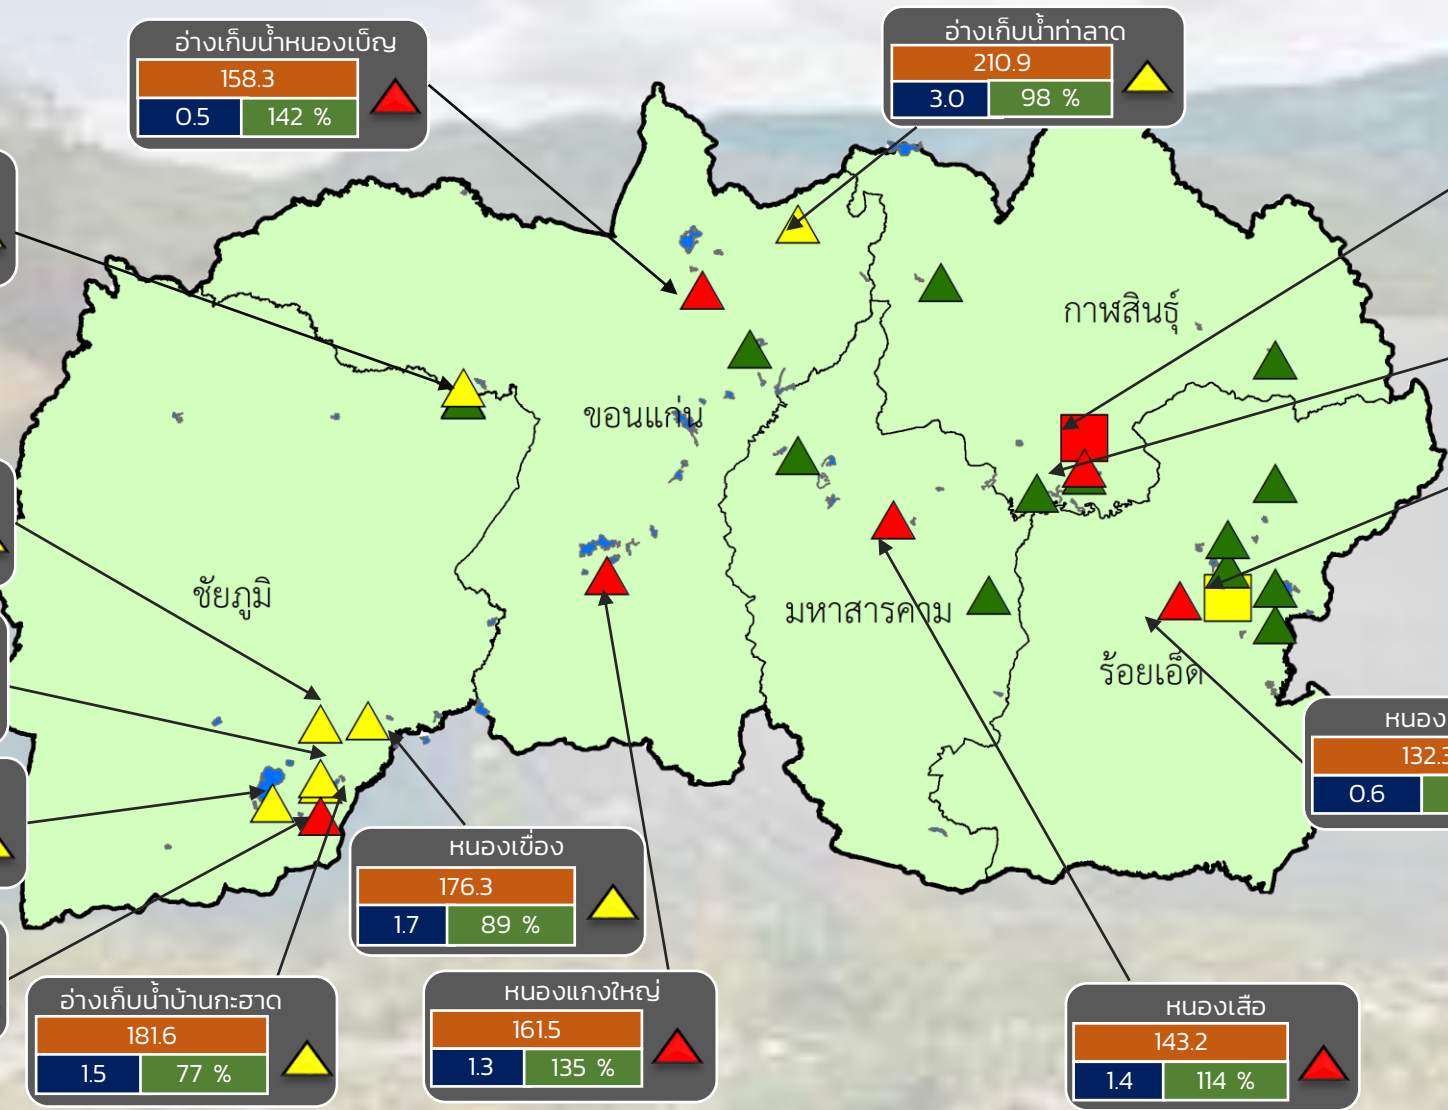 อ่างเก็บน้ำหนองเบ็ญ
158.3
0.5 142 %
อ่างเก็บน้ำท่าลาด
210.9
3.0 98 %
กาฬสินธุ์
ขอนแก่น
ชัยภูมิ
มหาสารคาม
ร้อยเอ็ด
หนอง
132.3
0.6
หนองเขื่อง
176.3
1.7 89 %
อ่างเก็บน้ำบ้านกะฮาด
181.6
1.5 77 %
หนองแกงใหญ่
161.5
1.3 135 %
หนองเสือ
143.2
1.4 114 %